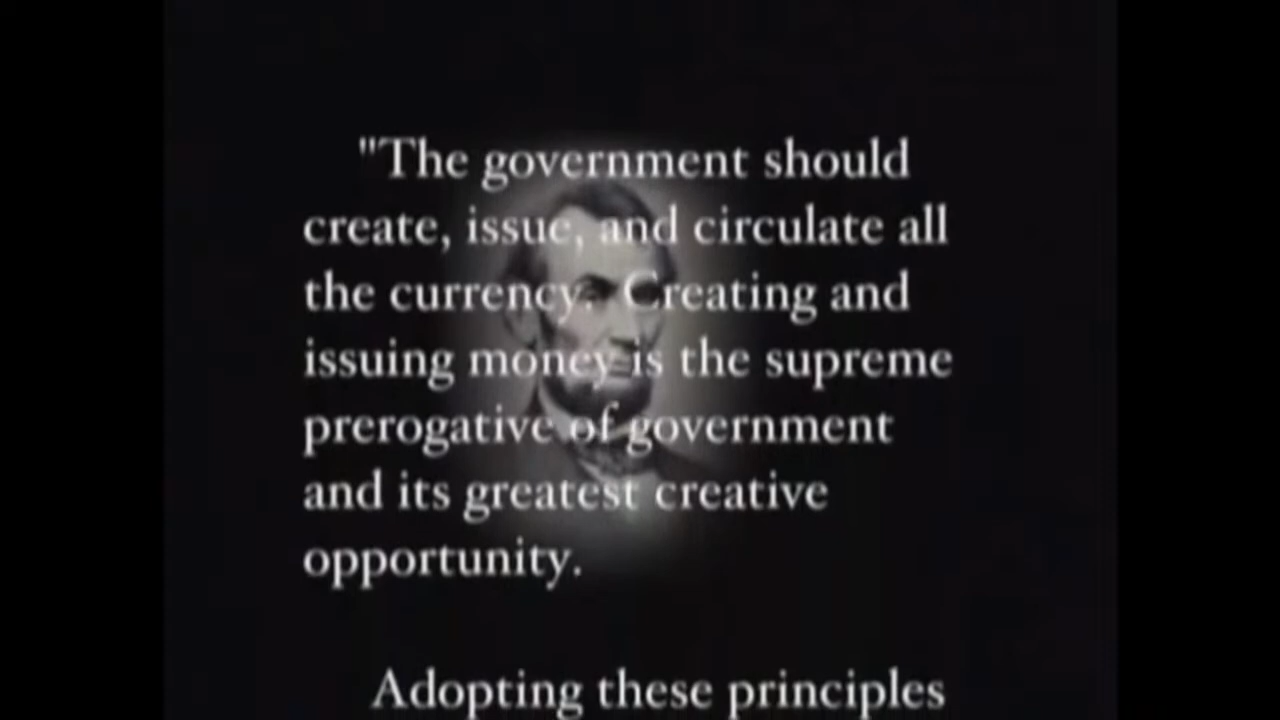 "The government should
create, issue, and circulate all
the currency. Creating and
issuing money is the supreme
prerogative of government
and its greatest creative
opportunity.
Adopting these principles